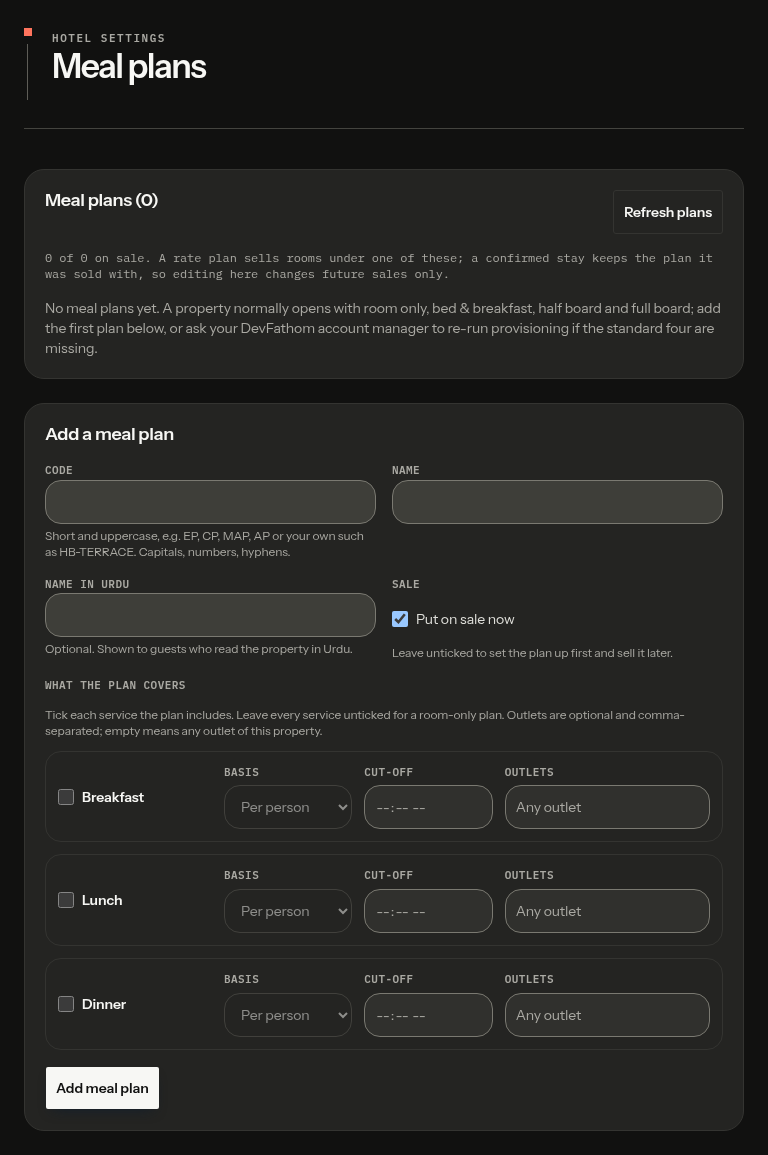 HOTEL SETTINGS
Meal plans
Meal plans (0)
Refresh plans
0 of 0 on sale. A rate plan sells rooms under one of these; a confirmed stay keeps the plan it
was sold with, so editing here changes future sales only.
No meal plans yet. A property normally opens with room only, bed & breakfast, half board and full board; add
the first plan below, or ask your DevFathom account manager to re-run provisioning if the standard four are
missing.
Add a meal plan
CODE
NAME
Short and uppercase, e.g. EP, CP, MAP, AP or your own such
as HB-TERRACE. Capitals, numbers, hyphens.
NAME IN URDU
SALE
Put on sale now
Optional. Shown to guests who read the property in Urdu.
Leave unticked to set the plan up first and sell it later.
WHAT THE PLAN COVERS
Tick each service the plan includes. Leave every service unticked for a room-only plan. Outlets are optional and comma-
separated; empty means any outlet of this property.
BASIS CUT-OFF OUTLETS
Breakfast Per person --:-- -- Any outlet
BASIS CUT-OFF OUTLETS
Lunch Per person --:-- -- Any outlet
BASIS CUT-OFF OUTLETS
Dinner Per person --:-- -- Any outlet
Add meal plan